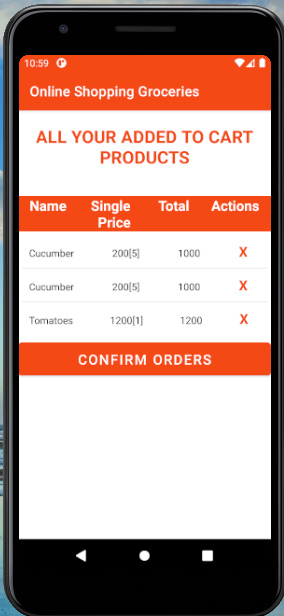 10:59
Online Shopping Groceries
ALL YOUR ADDED TO CART
PRODUCTS
Name Single Price Total Actions
Cucumber 200[5] 1000 X
Cucumber 200[5] 1000 X
Tomatoes 1200[1] 1200 X
CONFIRM ORDERS